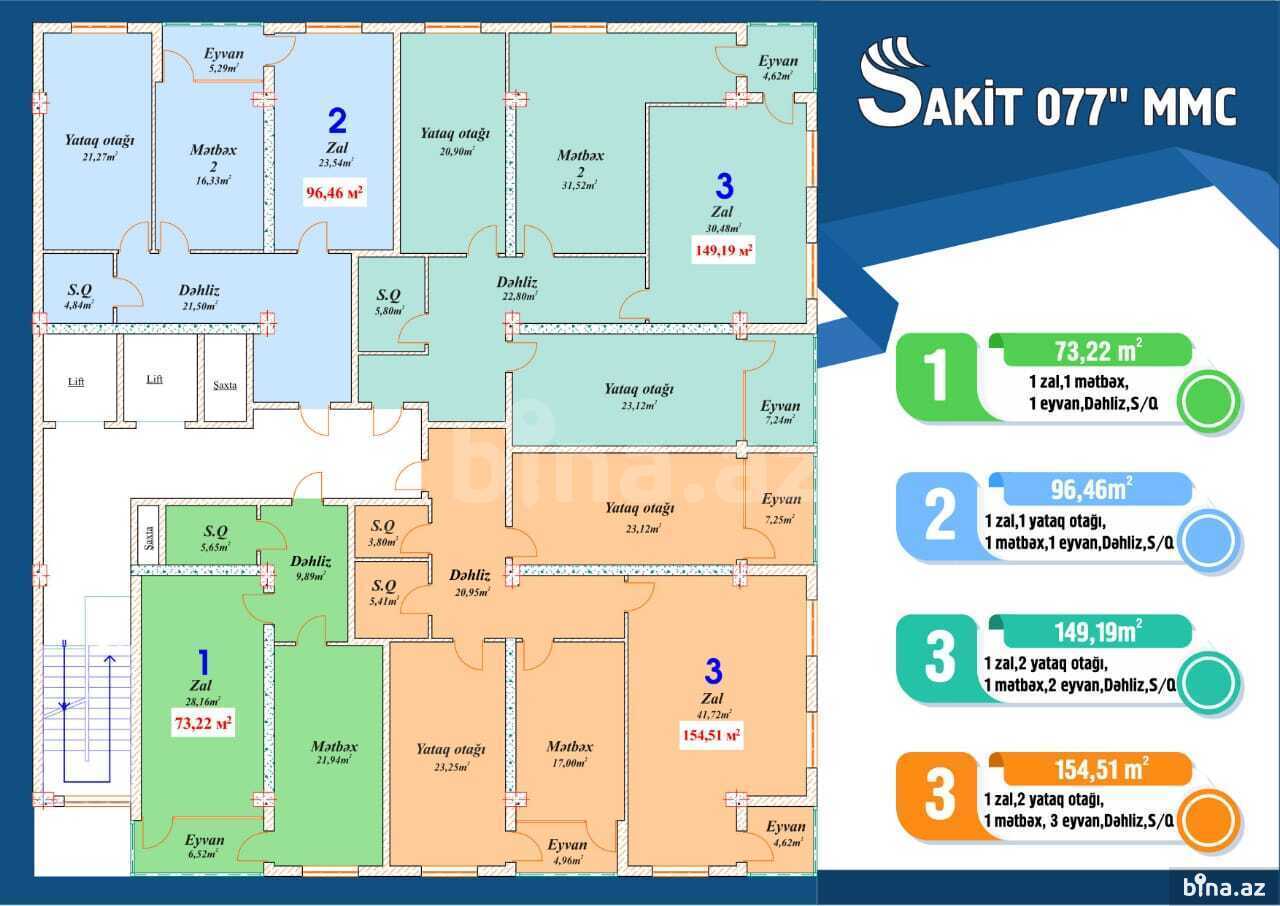 Eyvan
5,29m²
Yataq otağı
21,27m²
Mətbəx
2
16,33m²
2
Zal
23,54m²
96,46 м²
S.Q
4,84m²
Dəhliz
21,50m²
Yataq otağı
20,90m²
Mətbəx
2
31,52m²
Eyvan
4,62m²
3
Zal
30,48m²
149,19 м²
S.Q
5,80m²
Dəhliz
22,80m²
Yataq otağı
23,12m²
Eyvan
7,24m²
Lift
Lift
Şaxta
bina.az
Yataq otağı
23,12m²
Eyvan
7,25m²
Şaxta
S.Q
5,65m²
Dəhliz
9,89m²
S.Q
3,80m²
S.Q
5,41m²
Dəhliz
20,95m²
1
Zal
28,16m²
73,22 м²
Mətbəx
21,94m²
Yataq otağı
23,25m²
Mətbəx
17,00m²
3
Zal
41,72m²
154,51 м²
Eyvan
6,52m²
Eyvan
4,96m²
Eyvan
4,62m²
SAKİT 077" MMC
1
73,22 m²
1 zal,1 mətbəx,
1 eyvan,Dəhliz,S/Q
2
96,46m²
1 zal,1 yataq otağı,
1 mətbəx,1 eyvan,Dəhliz,S/Q
3
149,19m²
1 zal,2 yataq otağı,
1 mətbəx,2 eyvan,Dəhliz,S/Q
3
154,51 m²
1 zal,2 yataq otağı,
1 mətbəx, 3 eyvan,Dəhliz,S/Q
bina.az